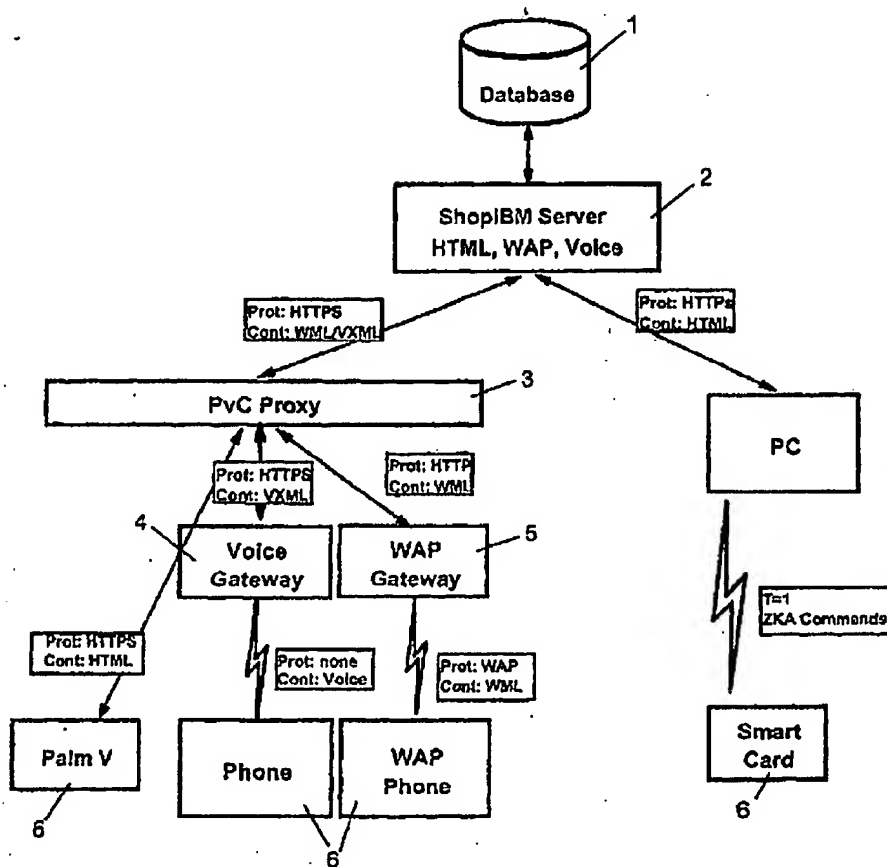 1
Database
2
ShopIBM Server
HTML, WAP, Voice
Prot: HTTPS
Cont: WML/VXML
Prot: HTTPs
Cont: HTML
3
PvC Proxy
PC
Prot: HTTPS
Cont: VXML
Prot: HTTP
Cont: WML
4
Voice
Gateway
5
WAP
Gateway
T=1
ZKA Commands
Prot: HTTPS
Cont: HTML
Prot: none
Cont: Voice
Prot: WAP
Cont: WML
Palm V
6
Phone
WAP
Phone
6
Smart
Card
6